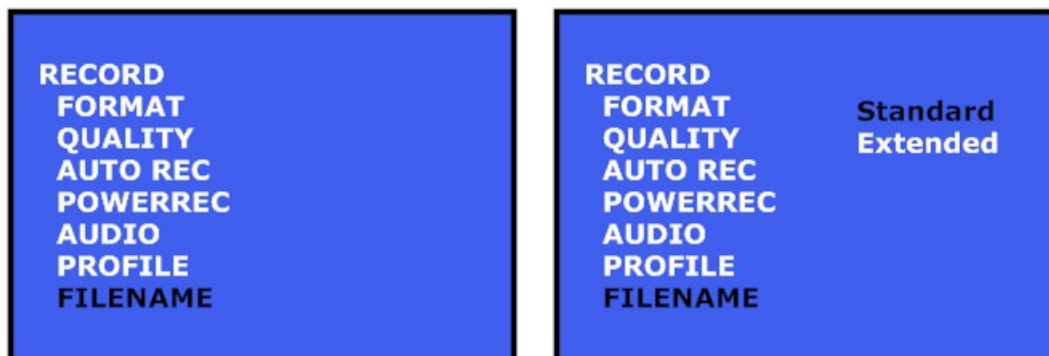 RECORD
FORMAT
QUALITY
AUTO REC
POWERREC
AUDIO
PROFILE
FILENAME
RECORD
FORMAT
QUALITY
AUTO REC
POWERREC
AUDIO
PROFILE
FILENAME
Standard
Extended